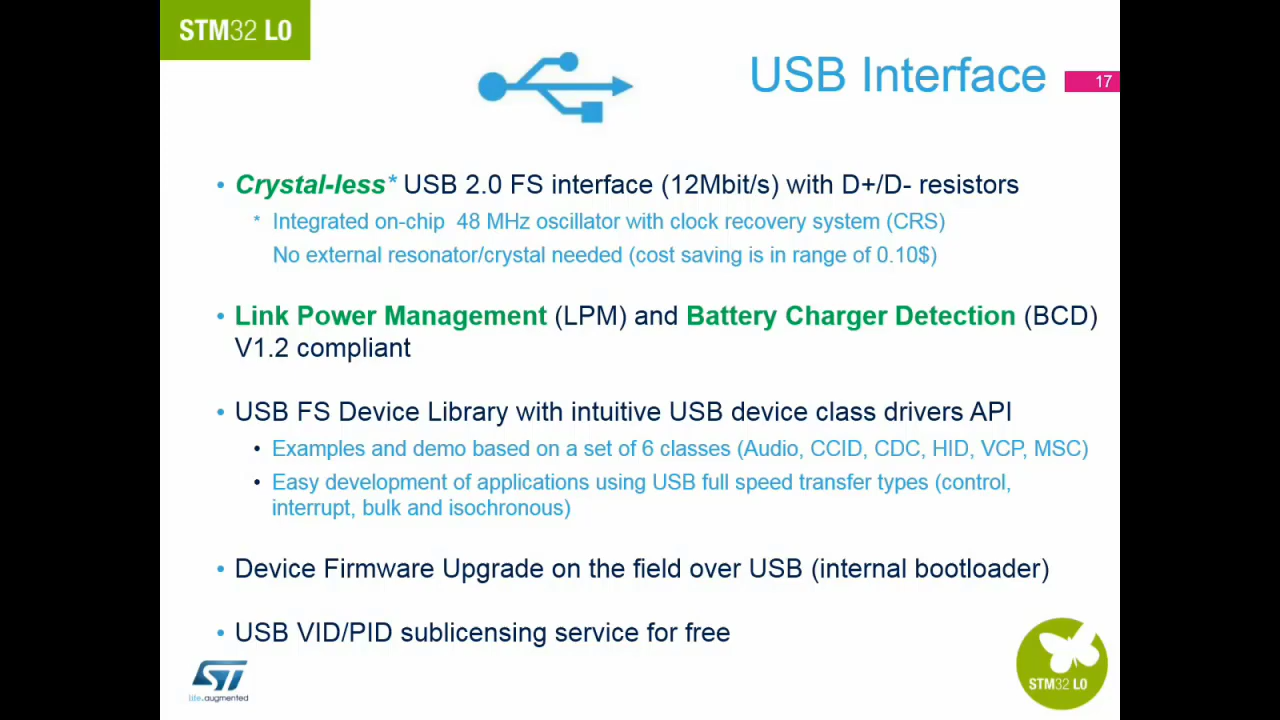 STM32 L0
USB Interface
17
• Crystal-less* USB 2.0 FS interface (12Mbit/s) with D+/D- resistors
* Integrated on-chip 48 MHz oscillator with clock recovery system (CRS)
No external resonator/crystal needed (cost saving is in range of 0.10$)
• Link Power Management (LPM) and Battery Charger Detection (BCD)
V1.2 compliant
• USB FS Device Library with intuitive USB device class drivers API
• Examples and demo based on a set of 6 classes (Audio, CCID, CDC, HID, VCP, MSC)
• Easy development of applications using USB full speed transfer types (control,
interrupt, bulk and isochronous)
• Device Firmware Upgrade on the field over USB (internal bootloader)
• USB VID/PID sublicensing service for free
ST
life.augmented
STM32 L0